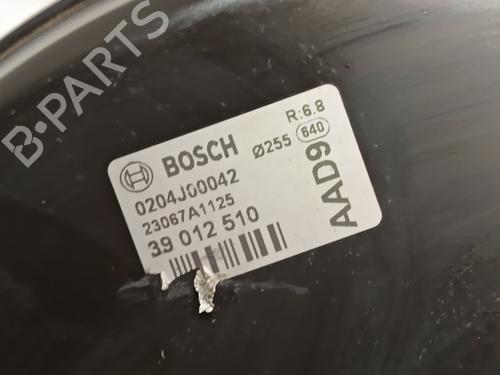 BOSCH
0204J00042
23067A1125
39 012 510
Ø255
640
R:6.8
AAD9
B-PARTS